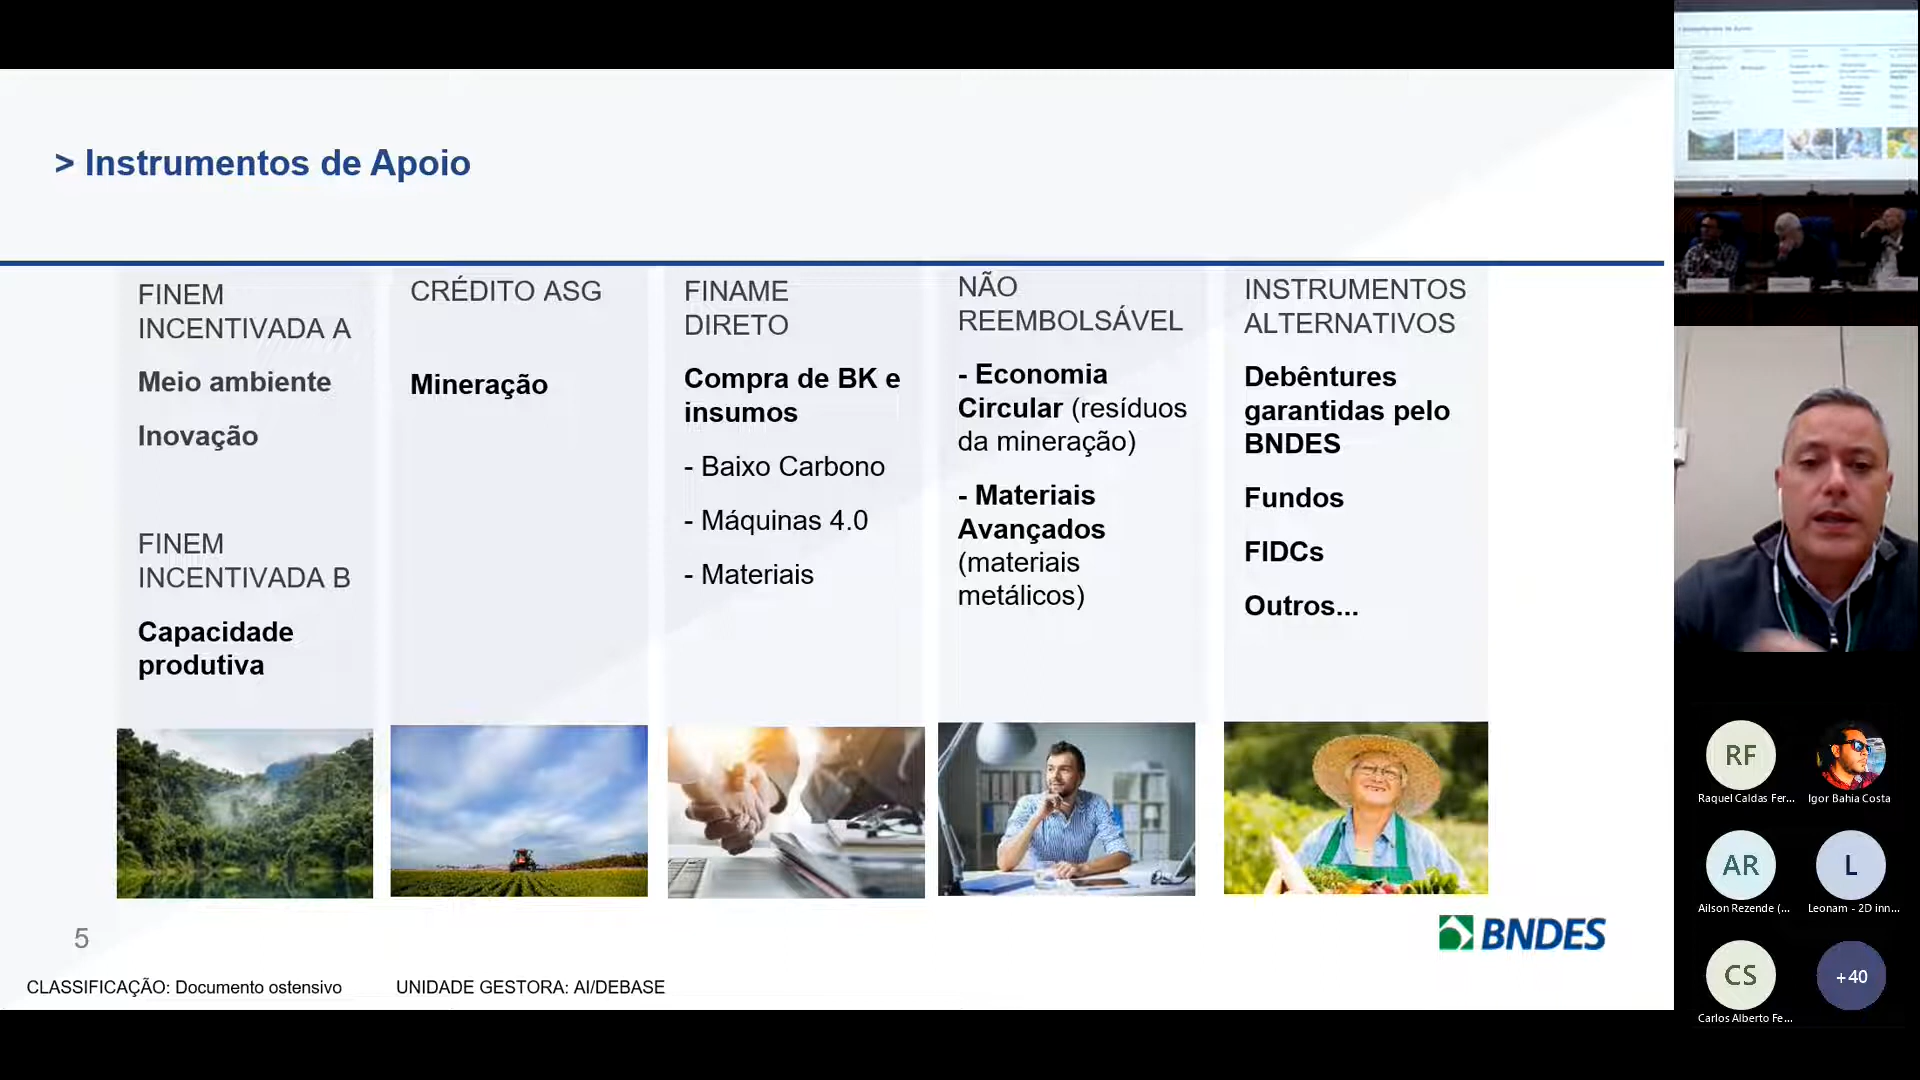 > Instrumentos de Apoio
FINEM
INCENTIVADA A
Meio ambiente
Inovação
FINEM
INCENTIVADA B
Capacidade
produtiva
CRÉDITO ASG
Mineração
FINAME
DIRETO
Compra de BK e
insumos
- Baixo Carbono
- Máquinas 4.0
- Materiais
NÃO
REEMBOLSÁVEL
- Economia
Circular (resíduos
da mineração)
- Materiais
Avançados
(materiais
metálicos)
INSTRUMENTOS
ALTERNATIVOS
Debêntures
garantidas pelo
BNDES
Fundos
FIDCs
Outros...
5
BNDES
CLASSIFICAÇÃO: Documento ostensivo
UNIDADE GESTORA: AI/DEBASE
RF
Raquel Caldas Fer...
Igor Bahia Costa
AR
Ailson Rezende (...
L
Leonam - 2D inn...
CS
Carlos Alberto Fe...
+40